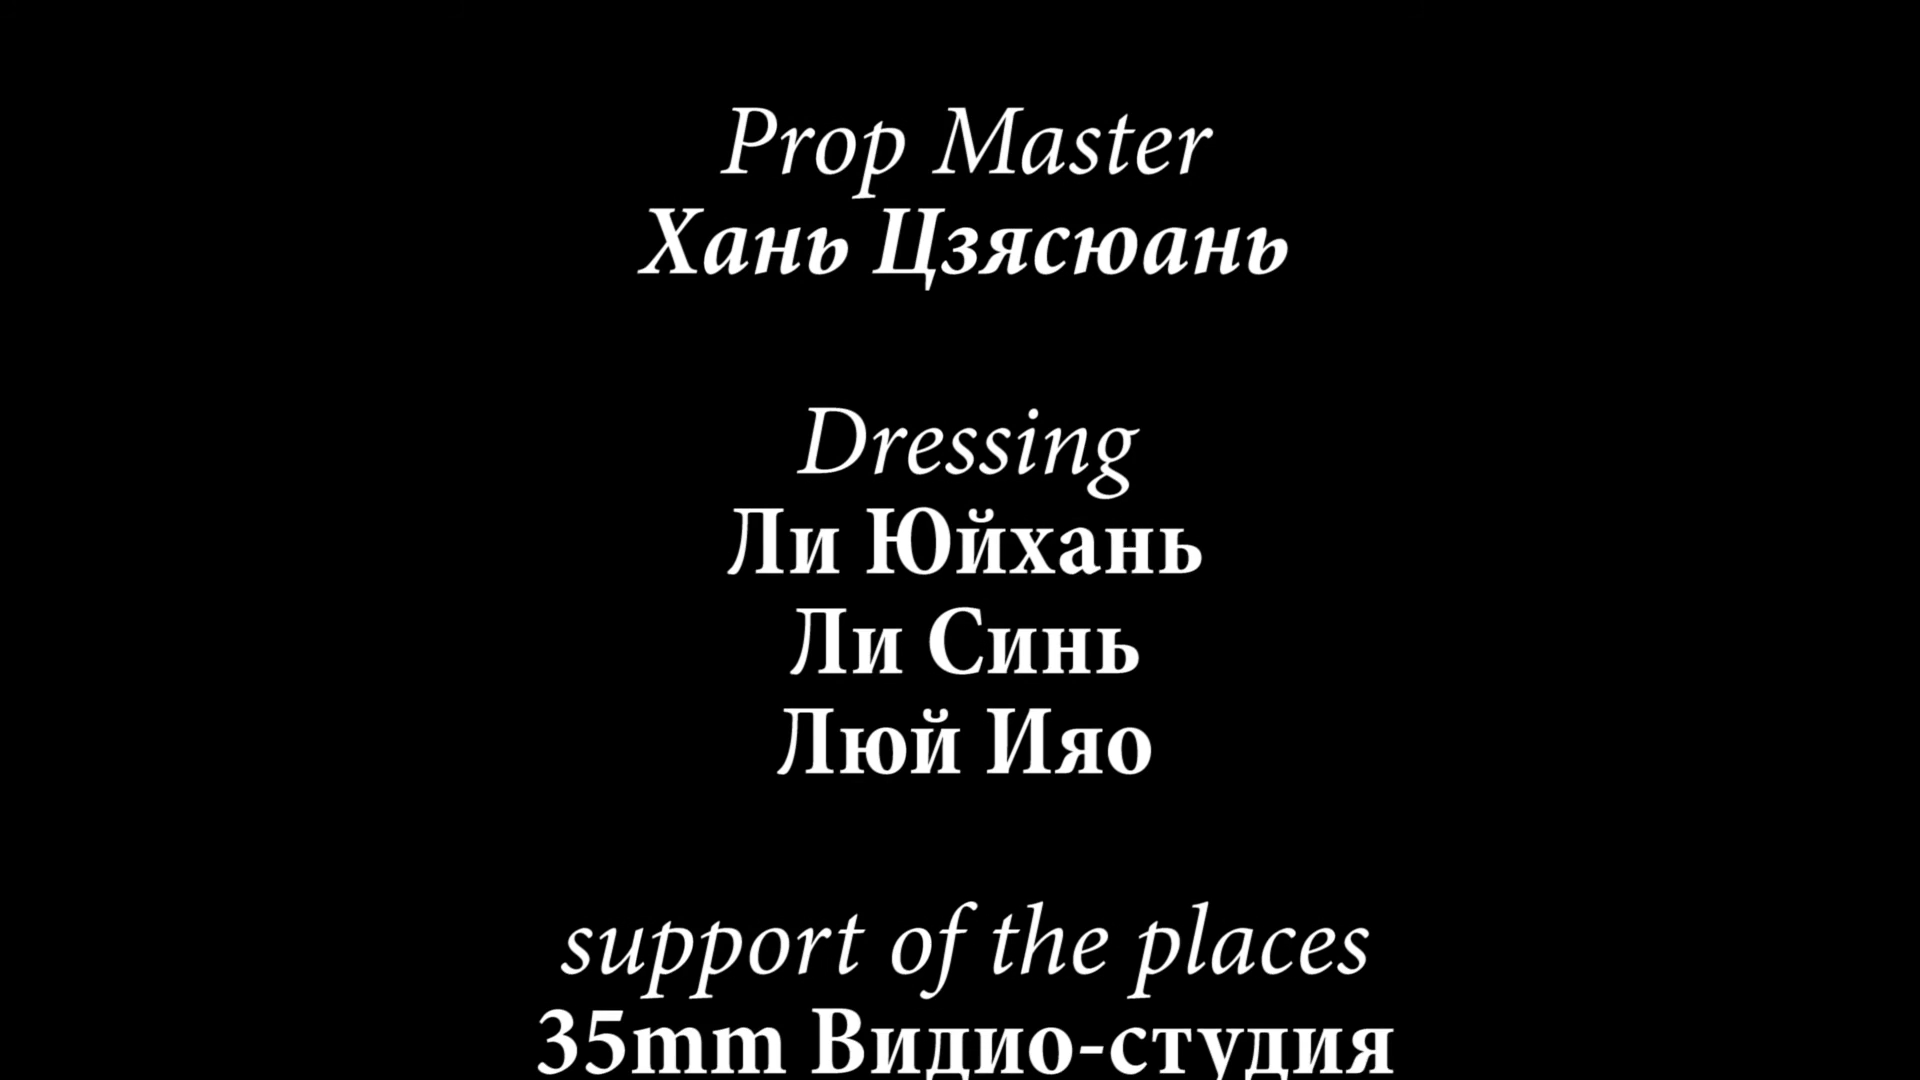 Prop Master
Хань Цзясюань
Dressing
Ли Юйхань
Ли Синь
Люй Ияо
support of the places
35mm Видио-студия